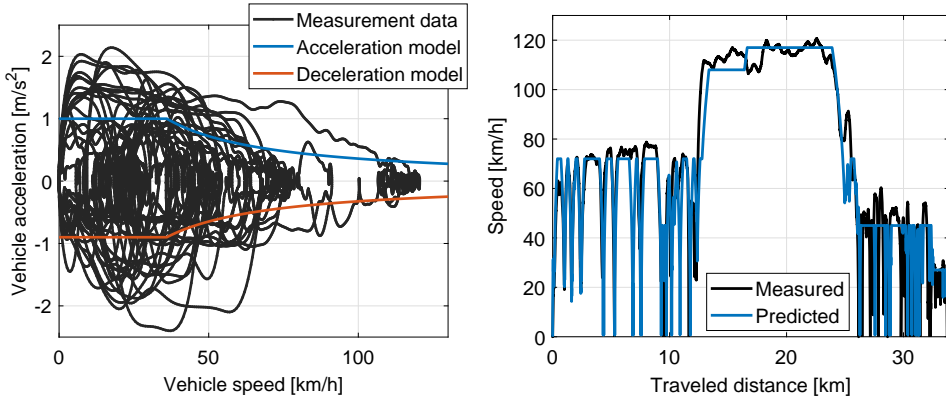 Measurement data
Acceleration model
Deceleration model
Vehicle acceleration [m/s²]
2
1
0
-1
-2
0
50
100
Vehicle speed [km/h]
Speed [km/h]
120
100
80
60
40
20
0
Measured
Predicted
0
10
20
30
Traveled distance [km]